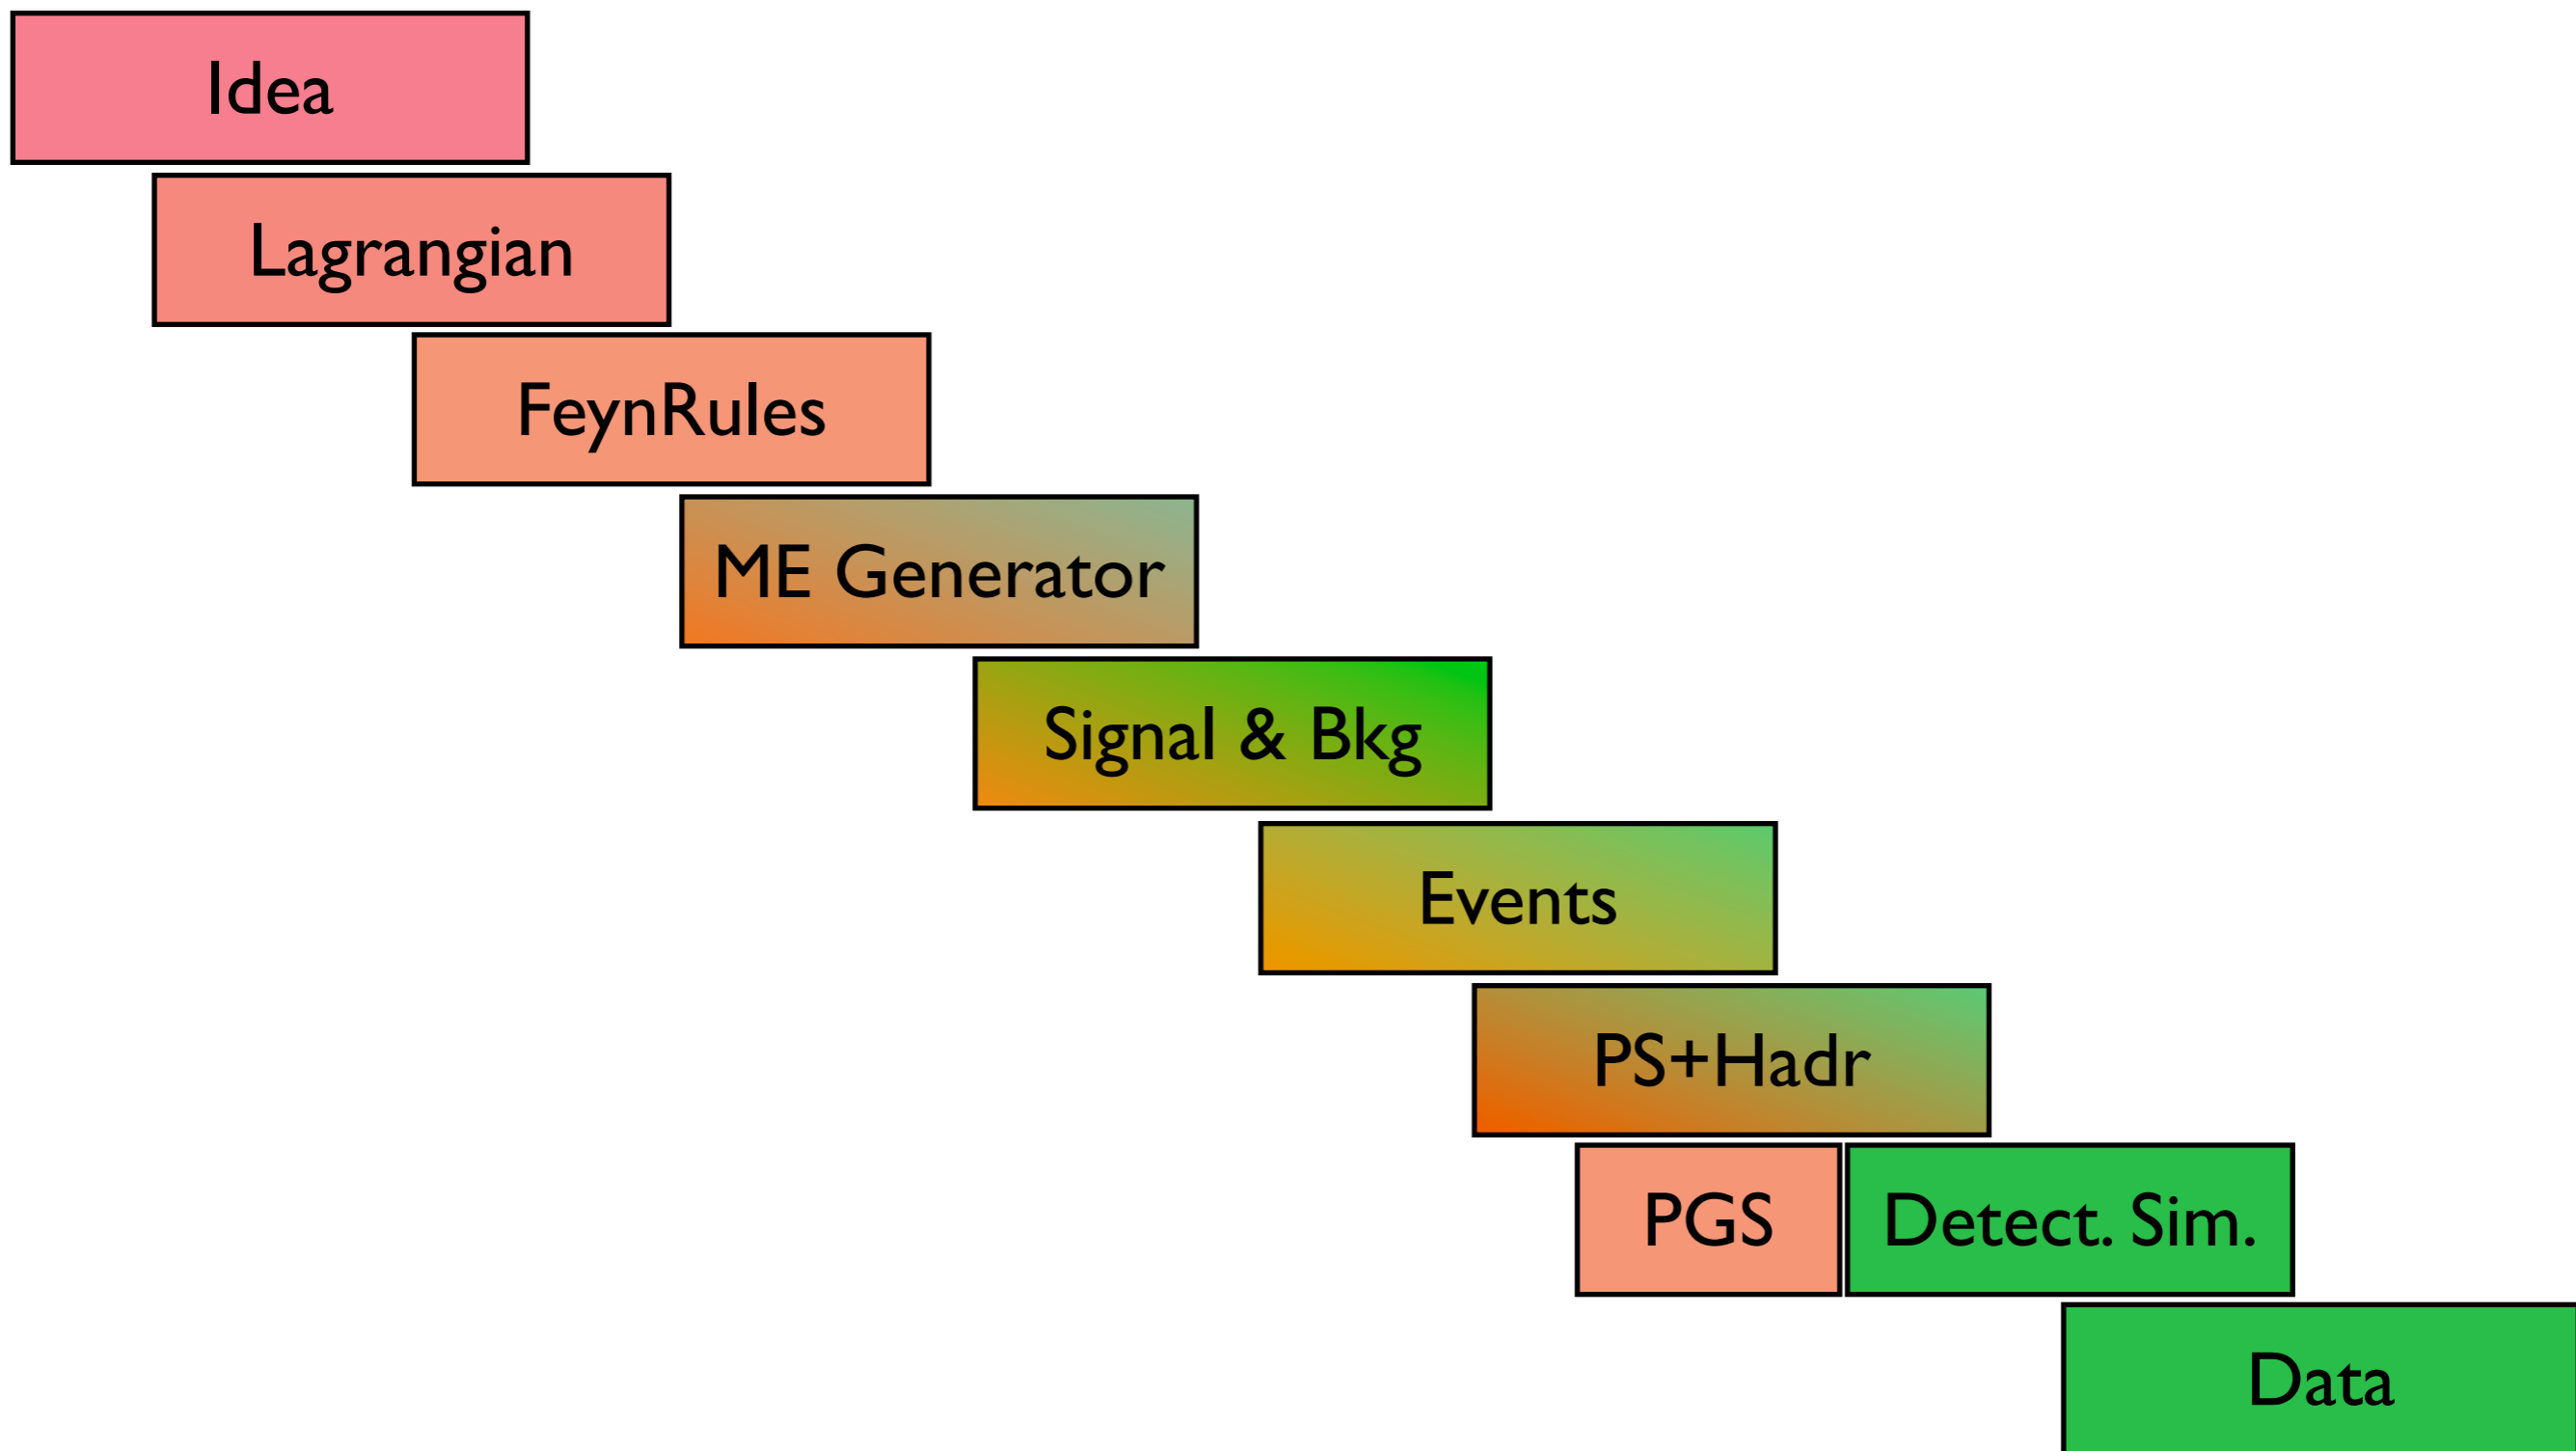 Idea
Lagrangian
FeynRules
ME Generator
Signal & Bkg
Events
PS+Hadr
PGS
Detect. Sim.
Data